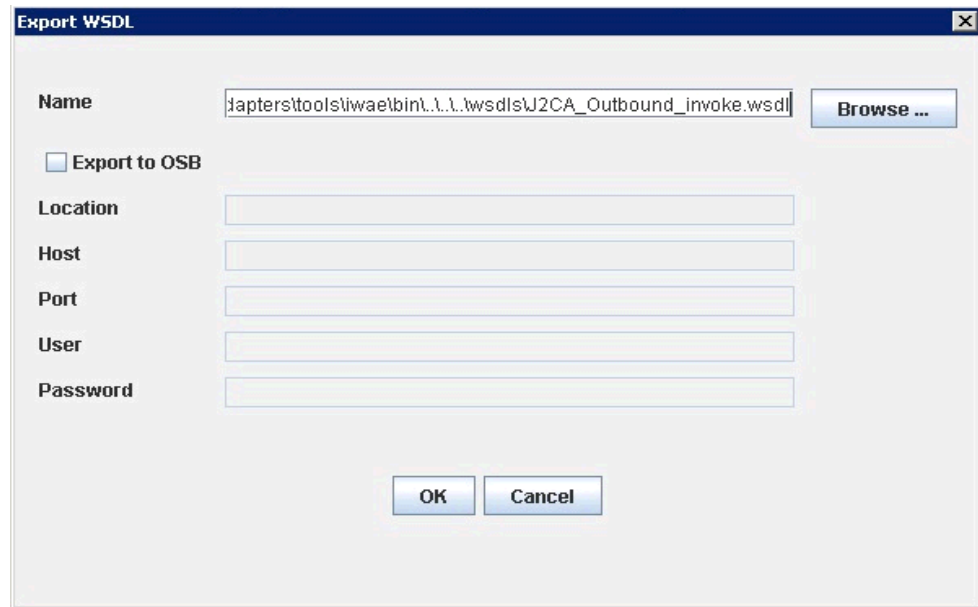 Export WSDL
Name
dapters\tools\iwae\bin\..\..\..\wsdls\J2CA_Outbound_invoke.wsdl
Browse ...
Export to OSB
Location
Host
Port
User
Password
OK Cancel